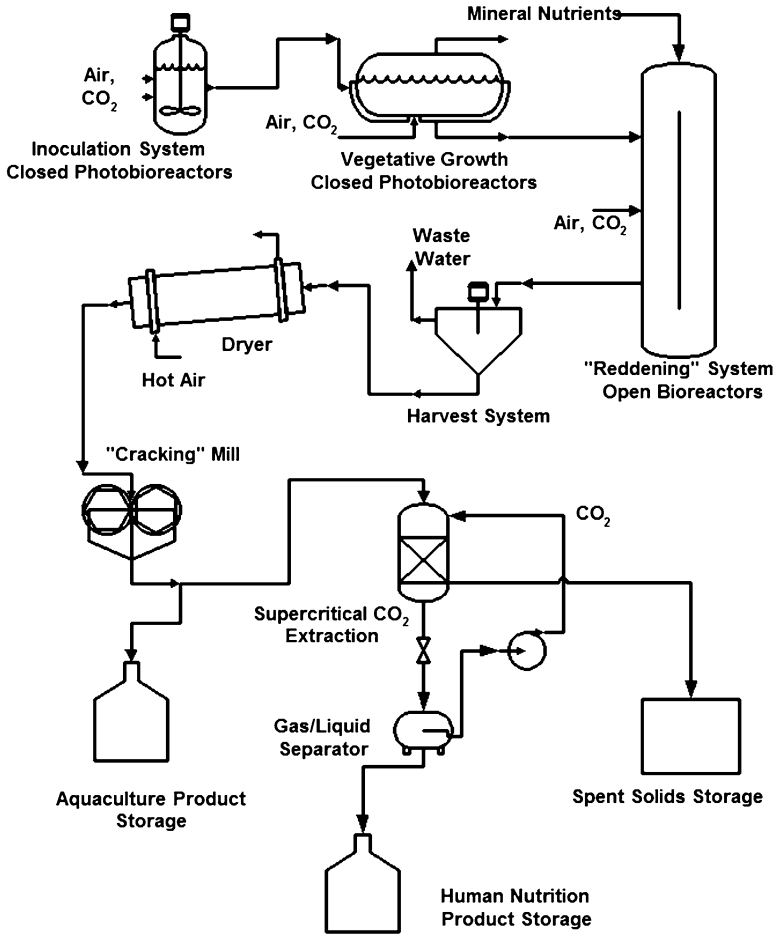 Mineral Nutrients
Air,
CO2
Inoculation System
Closed Photobioreactors
Air, CO2
Vegetative Growth
Closed Photobioreactors
Air, CO2
"Reddening" System
Open Bioreactors
Waste
Water
Harvest System
Dryer
Hot Air
"Cracking" Mill
CO2
Supercritical CO2
Extraction
Gas/Liquid
Separator
Aquaculture Product
Storage
Spent Solids Storage
Human Nutrition
Product Storage